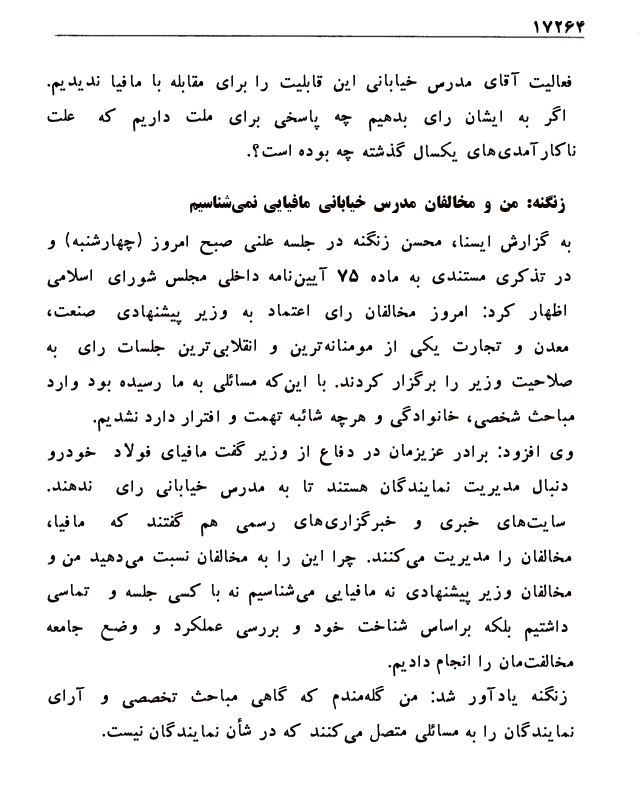 ۱۷۲۶۴
فعالیت آقای مدرس خیابانی این قابلیت را برای مقابله با مافیا ندیدیم.
اگر به ایشان رای بدهیم چه پاسخی برای ملت داریم که علت
ناکارآمدی‌های یکسال گذشته چه بوده است؟.
زنگنه: من و مخالفان مدرس خیابانی مافیایی نمی‌شناسیم
به گزارش ایسنا، محسن زنگنه در جلسه علنی صبح امروز (چهارشنبه) و
در تذکری مستندی به ماده ۷۵ آیین‌نامه داخلی مجلس شورای اسلامی
اظهار کرد: امروز مخالفان رای اعتماد به وزیر پیشنهادی صنعت،
معدن و تجارت یکی از مومنانه‌ترین و انقلابی‌ترین جلسات رای به
صلاحیت وزیر را برگزار کردند. با این‌که مسائلی به ما رسیده بود وارد
مباحث شخصی، خانوادگی و هرچه شائبه تهمت و افترار دارد نشدیم.
وی افزود: برادر عزیزمان در دفاع از وزیر گفت مافیای فولاد خودرو
دنبال مدیریت نمایندگان هستند تا به مدرس خیابانی رای ندهند.
سایت‌های خبری و خبرگزاری‌های رسمی هم گفتند که مافیا،
مخالفان را مدیریت می‌کنند. چرا این را به مخالفان نسبت می‌دهید من و
مخالفان وزیر پیشنهادی نه مافیایی می‌شناسیم نه با کسی جلسه و تماسی
داشتیم بلکه براساس شناخت خود و بررسی عملکرد و وضع جامعه
مخالفت‌مان را انجام دادیم.
زنگنه یادآور شد: من گله‌مندم که گاهی مباحث تخصصی و آرای
نمایندگان را به مسائلی متصل می‌کنند که در شأن نمایندگان نیست.